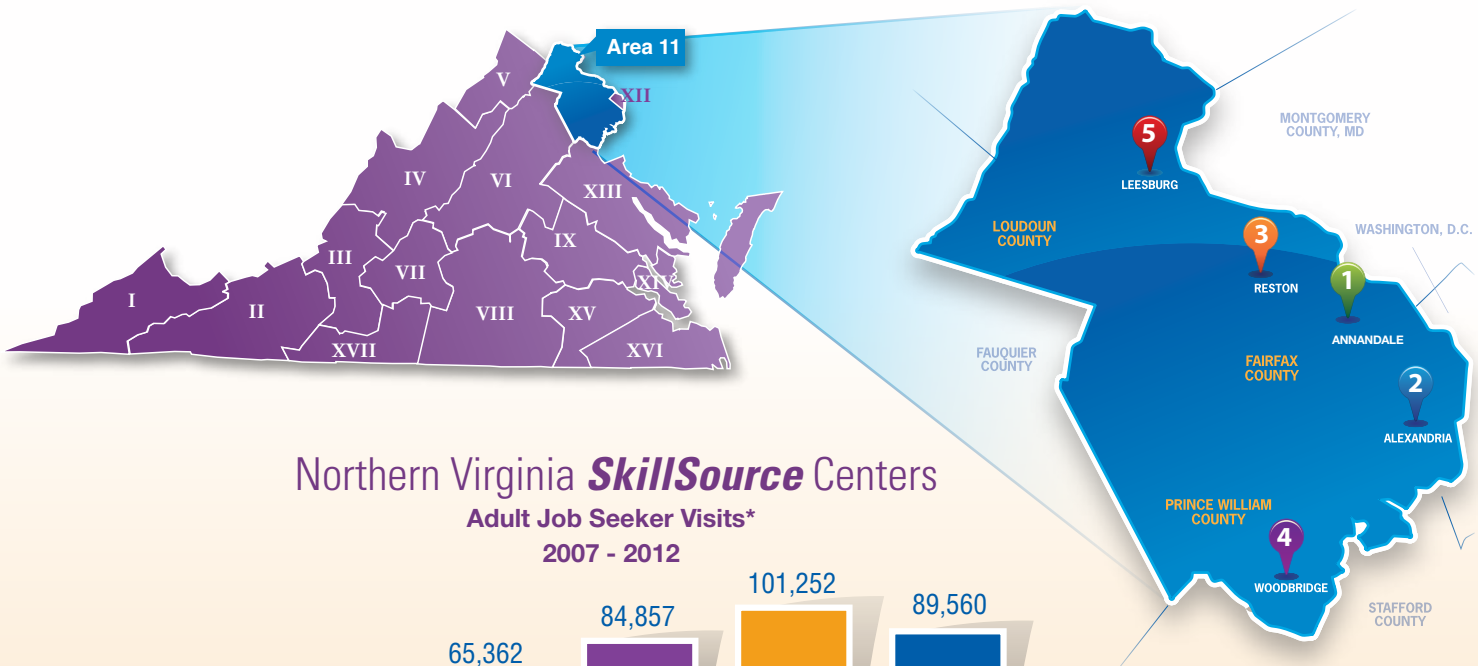 Area 11
V
XII
IV
VI
XIII
III
IX
VII
XIV
I
II
VIII
XV
XVII
XVI
5
LEESBURG
MONTGOMERY
COUNTY, MD
LOUDOUN
COUNTY
3
RESTON
WASHINGTON, D.C.
1
ANNANDALE
FAUQUIER
COUNTY
FAIRFAX
COUNTY
2
ALEXANDRIA
PRINCE WILLIAM
COUNTY
4
WOODBRIDGE
STAFFORD
COUNTY
Northern Virginia SkillSource Centers
Adult Job Seeker Visits*
2007 - 2012
65,362
84,857
101,252
89,560